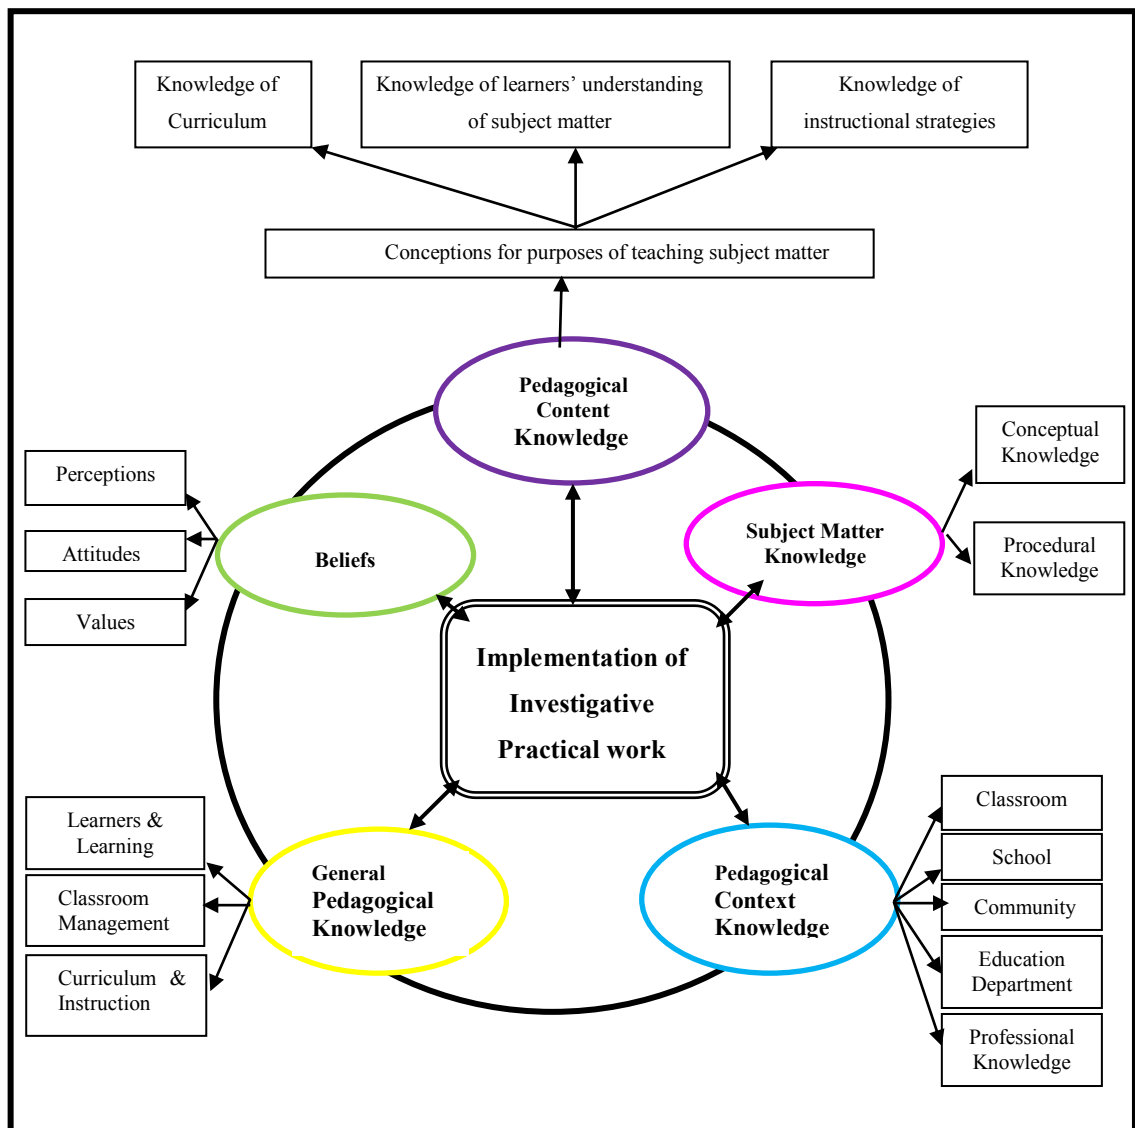 Knowledge of
Curriculum
Knowledge of learners’ understanding
of subject matter
Knowledge of
instructional strategies
Conceptions for purposes of teaching subject matter
Pedagogical
Content
Knowledge
Perceptions
Attitudes
Values
Beliefs
Subject Matter
Knowledge
Conceptual
Knowledge
Procedural
Knowledge
Implementation of
Investigative
Practical work
Learners &
Learning
Classroom
Management
Curriculum & 
Instruction
General
Pedagogical
Knowledge
Pedagogical
Context
Knowledge
Classroom
School
Community
Education
Department
Professional
Knowledge